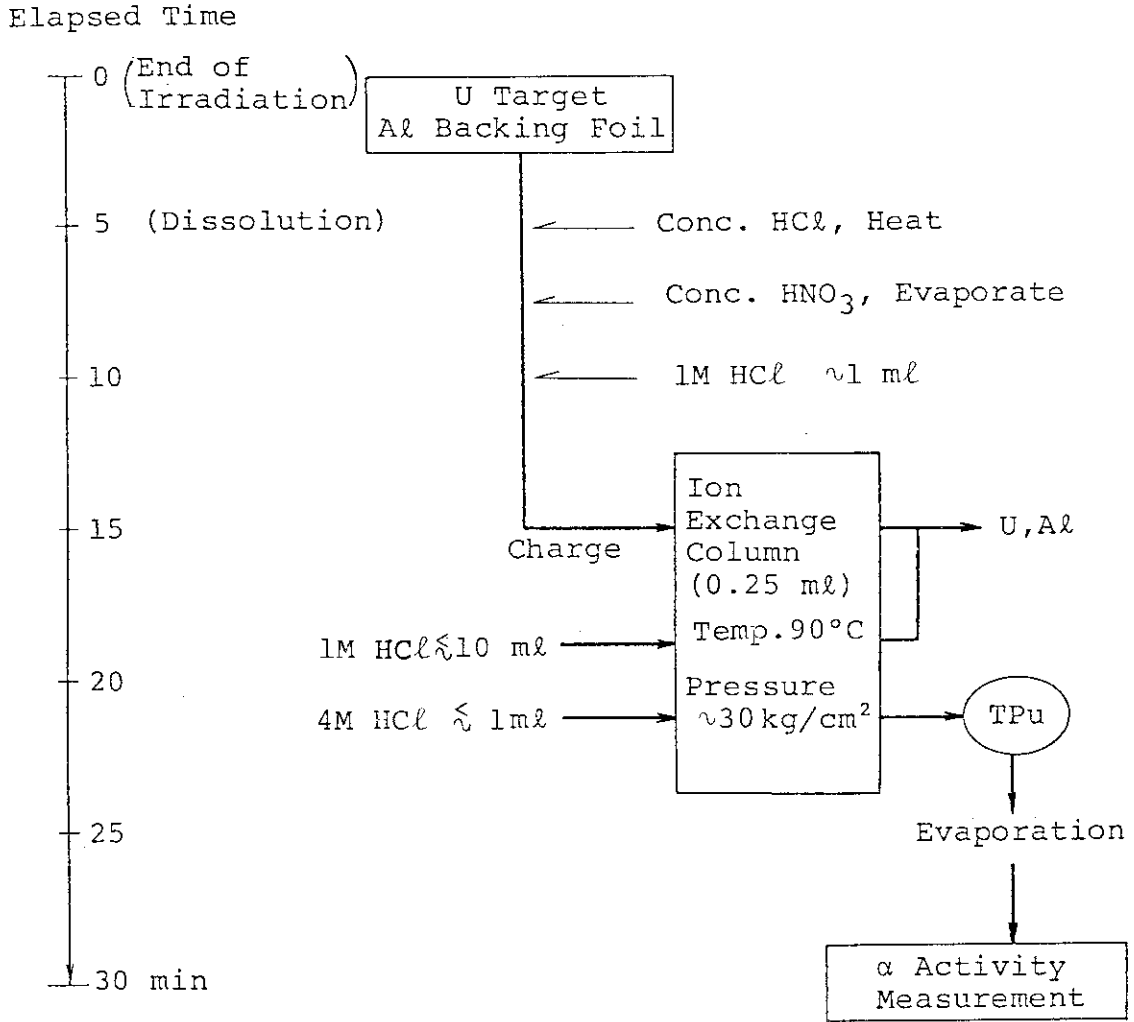 Elapsed Time
0 (End of
Irradiation)
U Target
Aℓ Backing Foil
5 (Dissolution)
Conc. HCℓ, Heat
Conc. HNO₃, Evaporate
10
1M HCℓ ~1 mℓ
Ion
Exchange
Column
(0.25 mℓ)
Temp.90°C
Pressure
~30 kg/cm²
15
Charge
U,Aℓ
1M HCℓ ≲10 mℓ
20
4M HCℓ ≲ 1mℓ
TPu
25
Evaporation
30 min
α Activity
Measurement